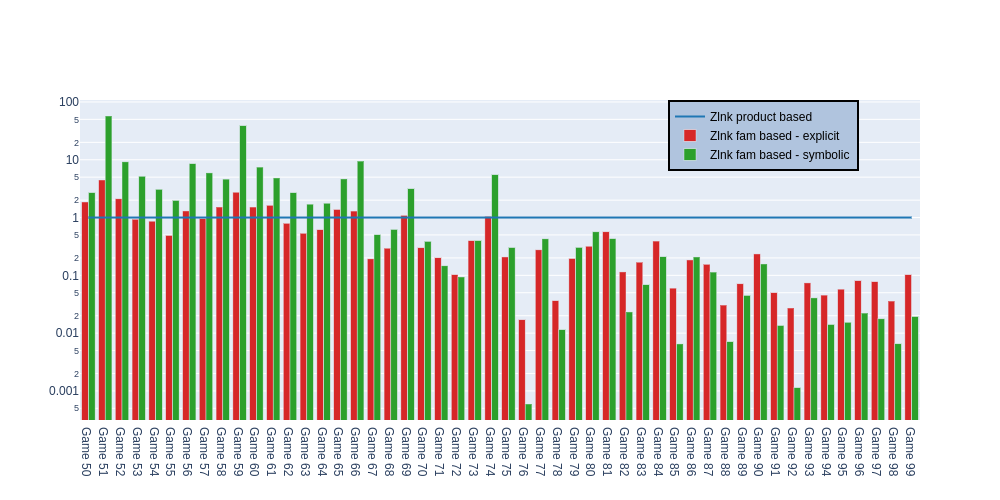 100
5
2
10
5
2
1
5
2
0.1
5
2
0.01
5
2
0.001
5
Zlnk product based
Zlnk fam based - explicit
Zlnk fam based - symbolic
Game 50
Game 51
Game 52
Game 53
Game 54
Game 55
Game 56
Game 57
Game 58
Game 59
Game 60
Game 61
Game 62
Game 63
Game 64
Game 65
Game 66
Game 67
Game 68
Game 69
Game 70
Game 71
Game 72
Game 73
Game 74
Game 75
Game 76
Game 77
Game 78
Game 79
Game 80
Game 81
Game 82
Game 83
Game 84
Game 85
Game 86
Game 87
Game 88
Game 89
Game 90
Game 91
Game 92
Game 93
Game 94
Game 95
Game 96
Game 97
Game 98
Game 99